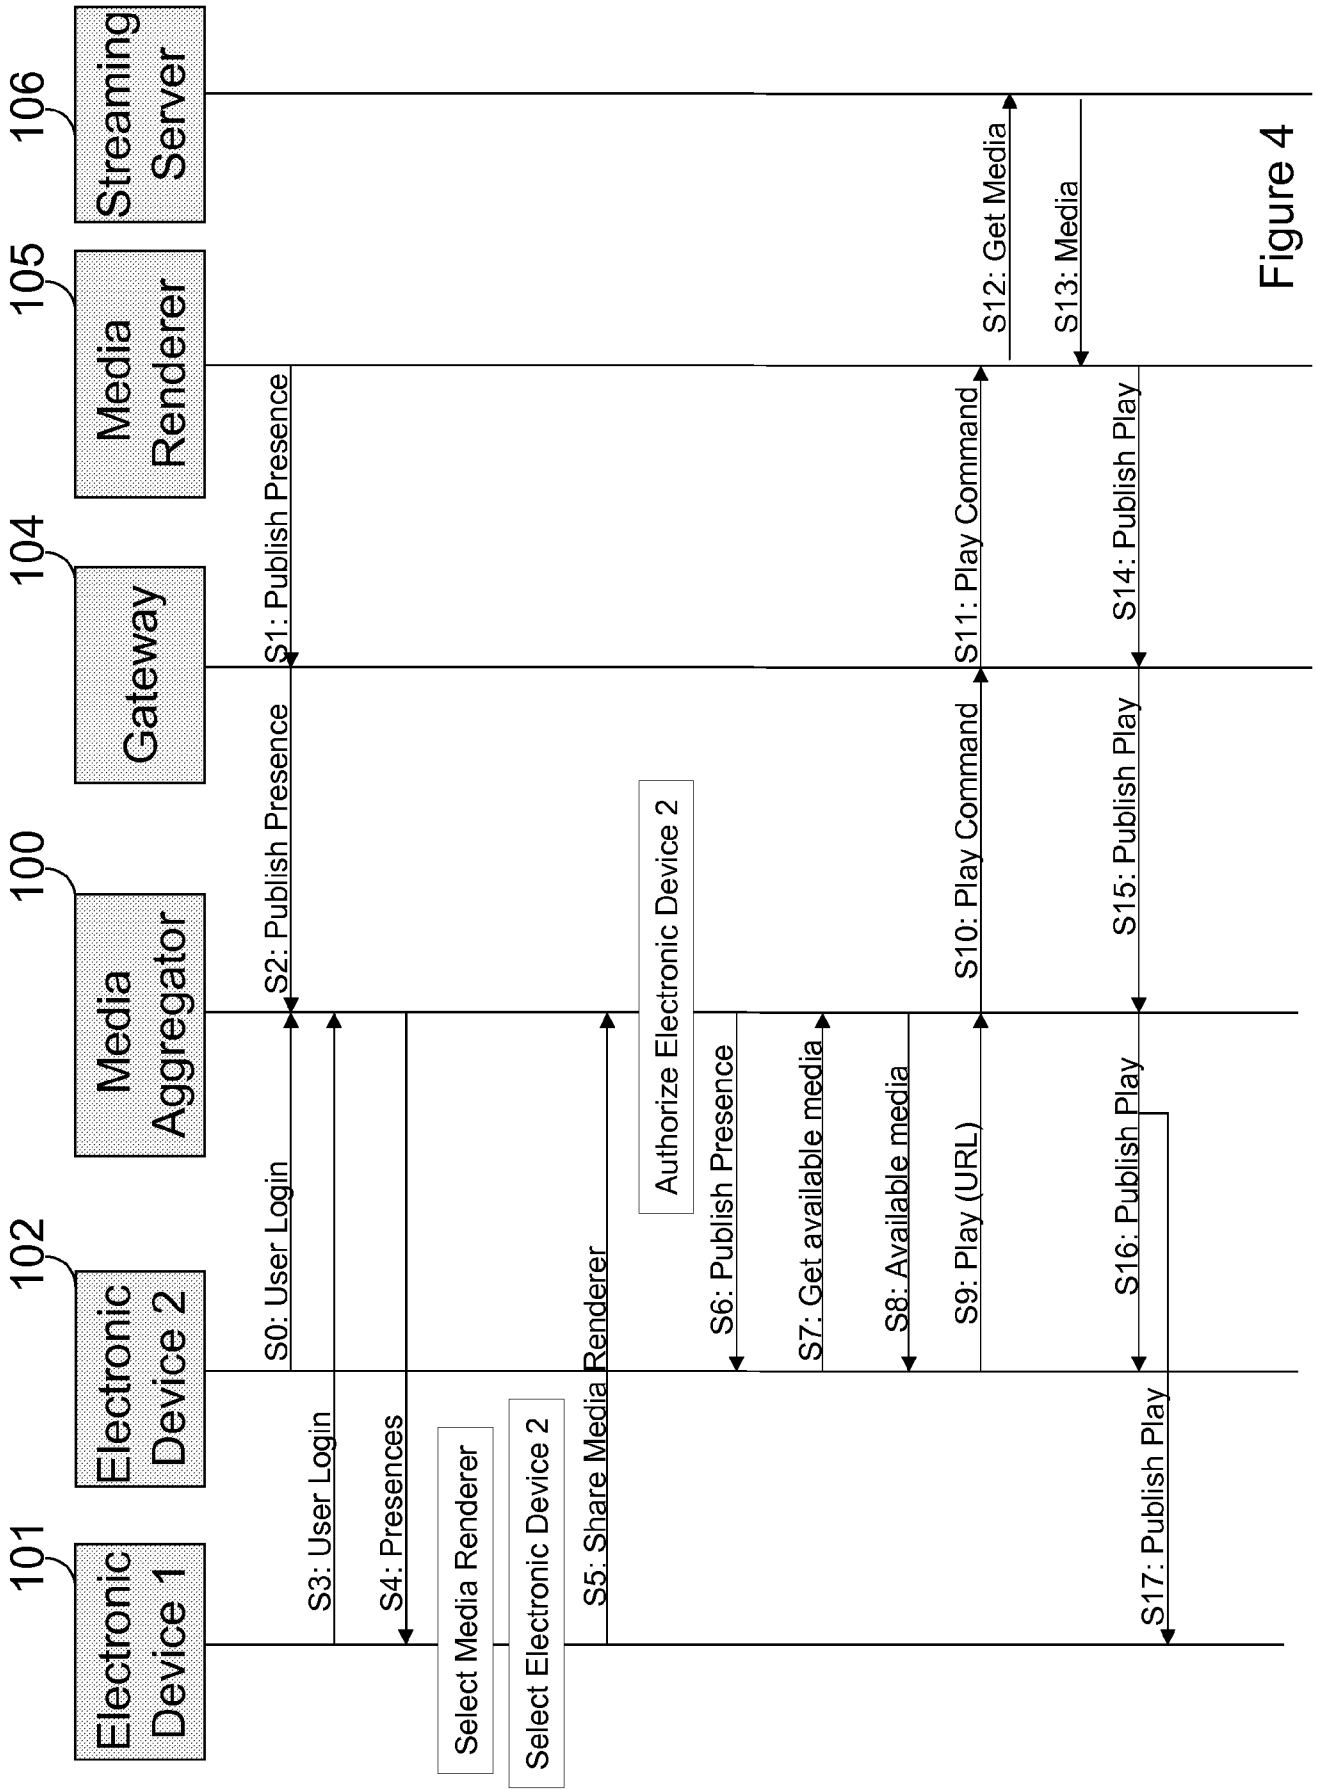 101
102
100
104
105
106
Electronic
Device 1
Electronic
Device 2
Media
Aggregator
Gateway
Media
Renderer
Streaming
Server
S0: User Login
S2: Publish Presence
S1: Publish Presence
S3: User Login
S4: Presences
Select Media Renderer
Select Electronic Device 2
S5: Share Media Renderer
Authorize Electronic Device 2
S6: Publish Presence
S7: Get available media
S8: Available media
S9: Play (URL)
S10: Play Command
S11: Play Command
S12: Get Media
S13: Media
S16: Publish Play
S15: Publish Play
S14: Publish Play
S17: Publish Play
Figure 4